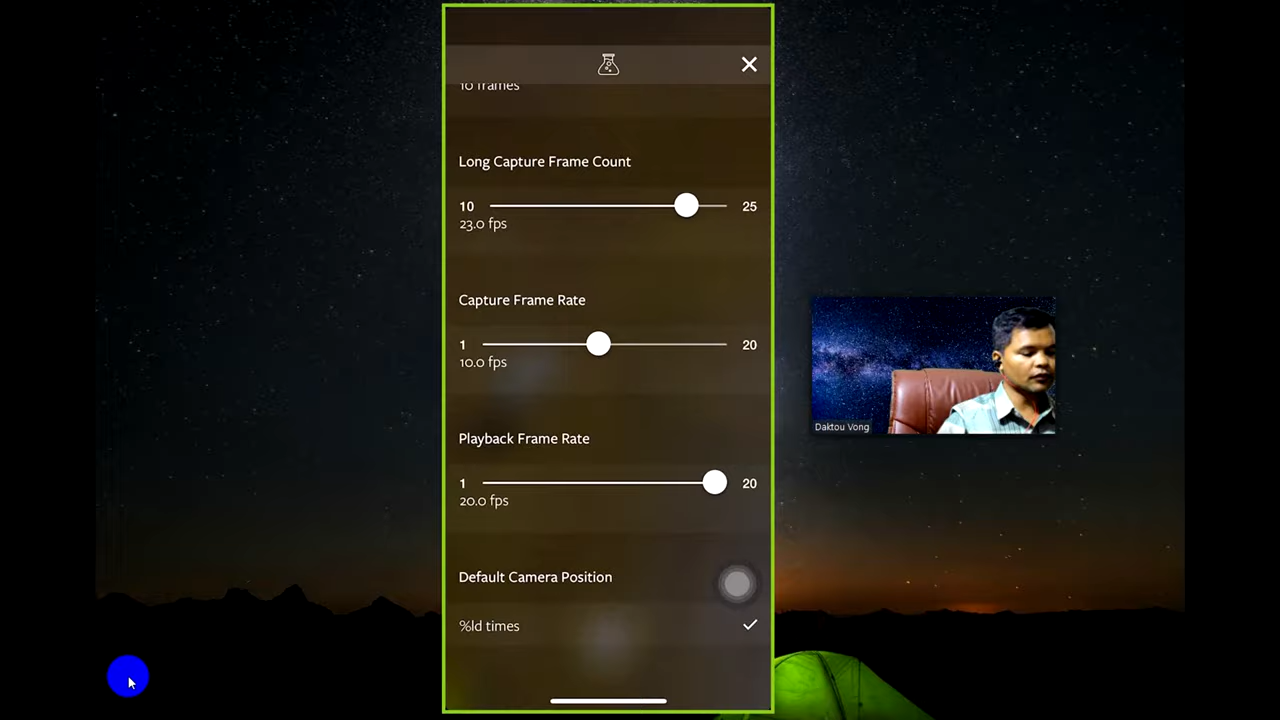 10 frames
Long Capture Frame Count
10 25
23.0 fps
Capture Frame Rate
1 20
10.0 fps
Playback Frame Rate
1 20
20.0 fps
Default Camera Position
%ld times
Daktou Vong